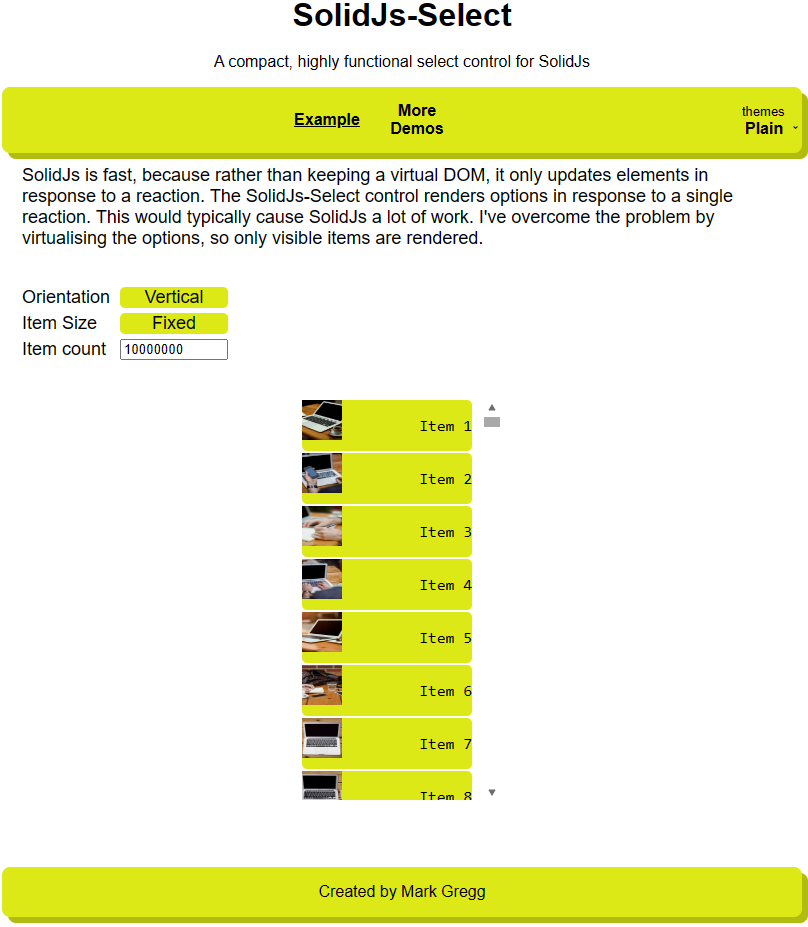 SolidJs-Select
A compact, highly functional select control for SolidJs
Example
More
Demos
themes
Plain
SolidJs is fast, because rather than keeping a virtual DOM, it only updates elements in
response to a reaction. The SolidJs-Select control renders options in response to a single
reaction. This would typically cause SolidJs a lot of work. I've overcome the problem by
virtualising the options, so only visible items are rendered.
Orientation Vertical
Item Size Fixed
Item count 10000000
Item 1
Item 2
Item 3
Item 4
Item 5
Item 6
Item 7
Item 8
Created by Mark Gregg